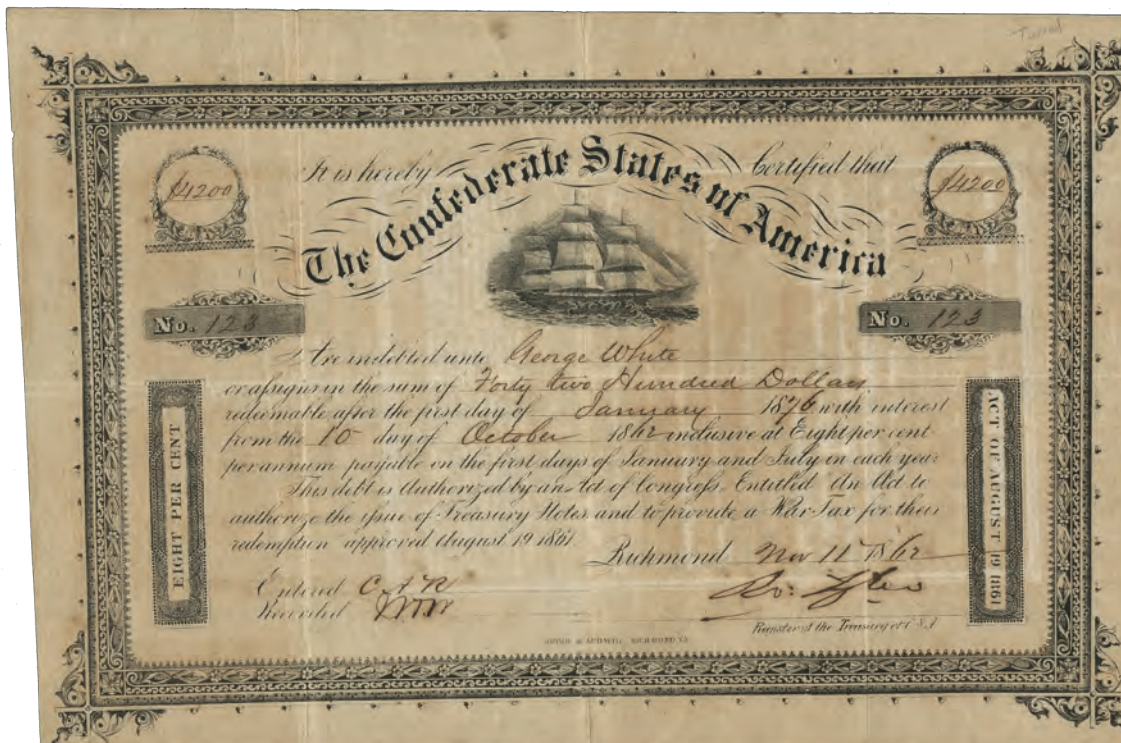 $4200
It is hereby Certified that
$4200
The Confederate States of America
No. 123
No. 123
Are indebted unto George White
or assigns in the sum of Forty two Hundred Dollars
redeemable after the first day of January 1876 with interest
from the 10 day of October 1862 inclusive at Eight per cent
per annum payable on the first days of January and July in each year
This debt is Authorized by an Act of Congress, Entitled An Act to
authorize the issue of Treasury Notes, and to provide a War Tax for their
redemption approved August 19 1861.
Richmond Nov 11 1862
Entered C A R
Recorded
Ro: Tyler
Register of the Treasury of C.S.A
EIGHT PER CENT
ACT OF AUGUST 19 1861
RICHMOND VA